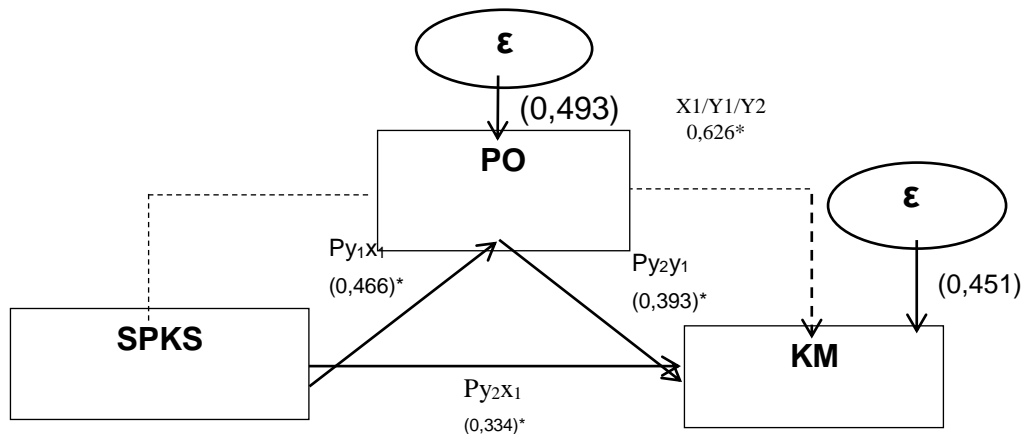 ε
(0,493)
X1/Y1/Y2
0,626*
PO
ε
Py₁x₁
(0,466)*
Py₂y₁
(0,393)*
(0,451)
SPKS
KM
Py₂x₁
(0,334)*